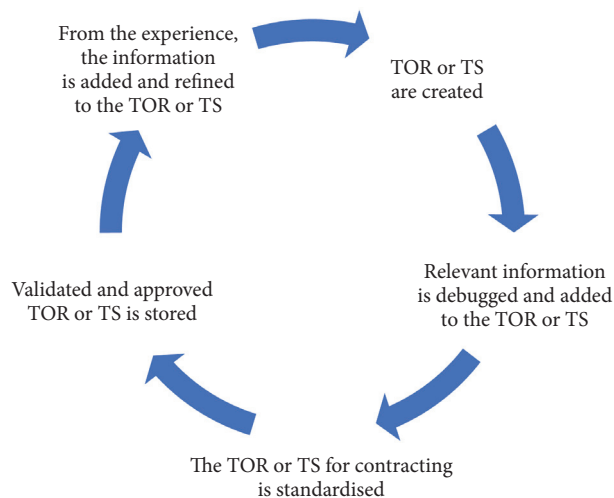 From the experience,
the information
is added and refined
to the TOR or TS
TOR or TS
are created
Relevant information
is debugged and added
to the TOR or TS
The TOR or TS for contracting
is standardised
Validated and approved
TOR or TS is stored